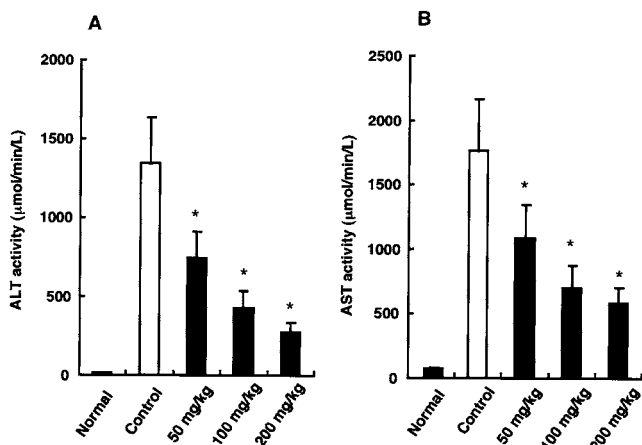 A
ALT activity (μmol/min/L)
2000
1500
1000
500
0
*
*
*
Normal
Control
50 mg/kg
100 mg/kg
200 mg/kg
B
AST activity (μmol/min/L)
2500
2000
1500
1000
500
0
*
*
*
Normal
Control
50 mg/kg
100 mg/kg
200 mg/kg